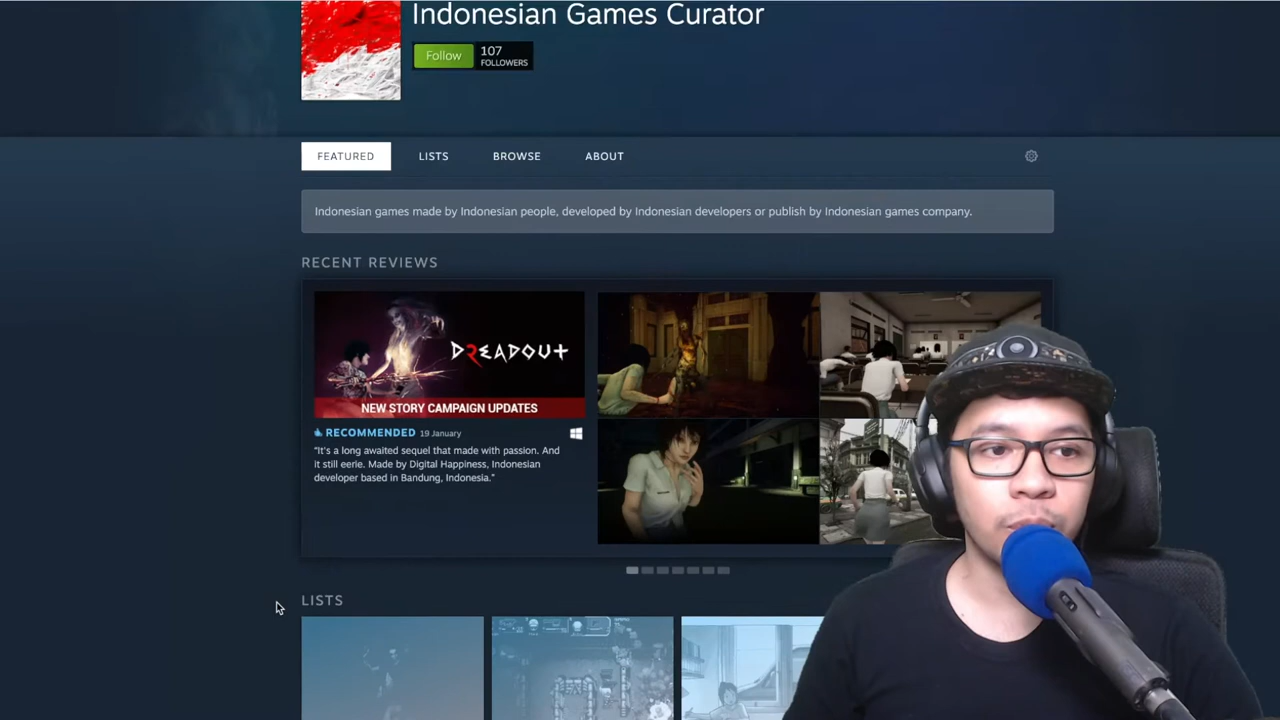 Indonesian Games Curator
Follow
107
FOLLOWERS
FEATURED
LISTS
BROWSE
ABOUT
Indonesian games made by Indonesian people, developed by Indonesian developers or publish by Indonesian games company.
RECENT REVIEWS
DREADOUT
NEW STORY CAMPAIGN UPDATES
RECOMMENDED 19 January
"It's a long awaited sequel that made with passion. And
it still eerie. Made by Digital Happiness, Indonesian
developer based in Bandung, Indonesia."
LISTS